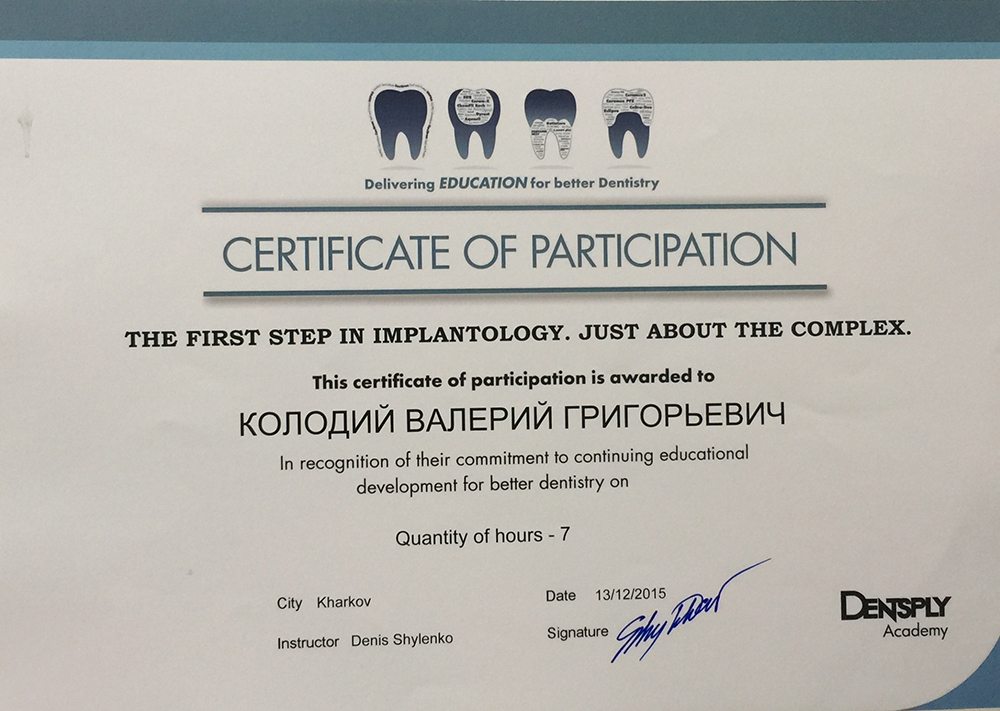 Delivering EDUCATION for better Dentistry
CERTIFICATE OF PARTICIPATION
THE FIRST STEP IN IMPLANTOLOGY. JUST ABOUT THE COMPLEX.
This certificate of participation is awarded to
КОЛОДИЙ ВАЛЕРИЙ ГРИГОРЬЕВИЧ
In recognition of their commitment to continuing educational
development for better dentistry on
Quantity of hours - 7
City Kharkov
Date 13/12/2015
Instructor Denis Shylenko
Signature
DENTSPLY
Academy